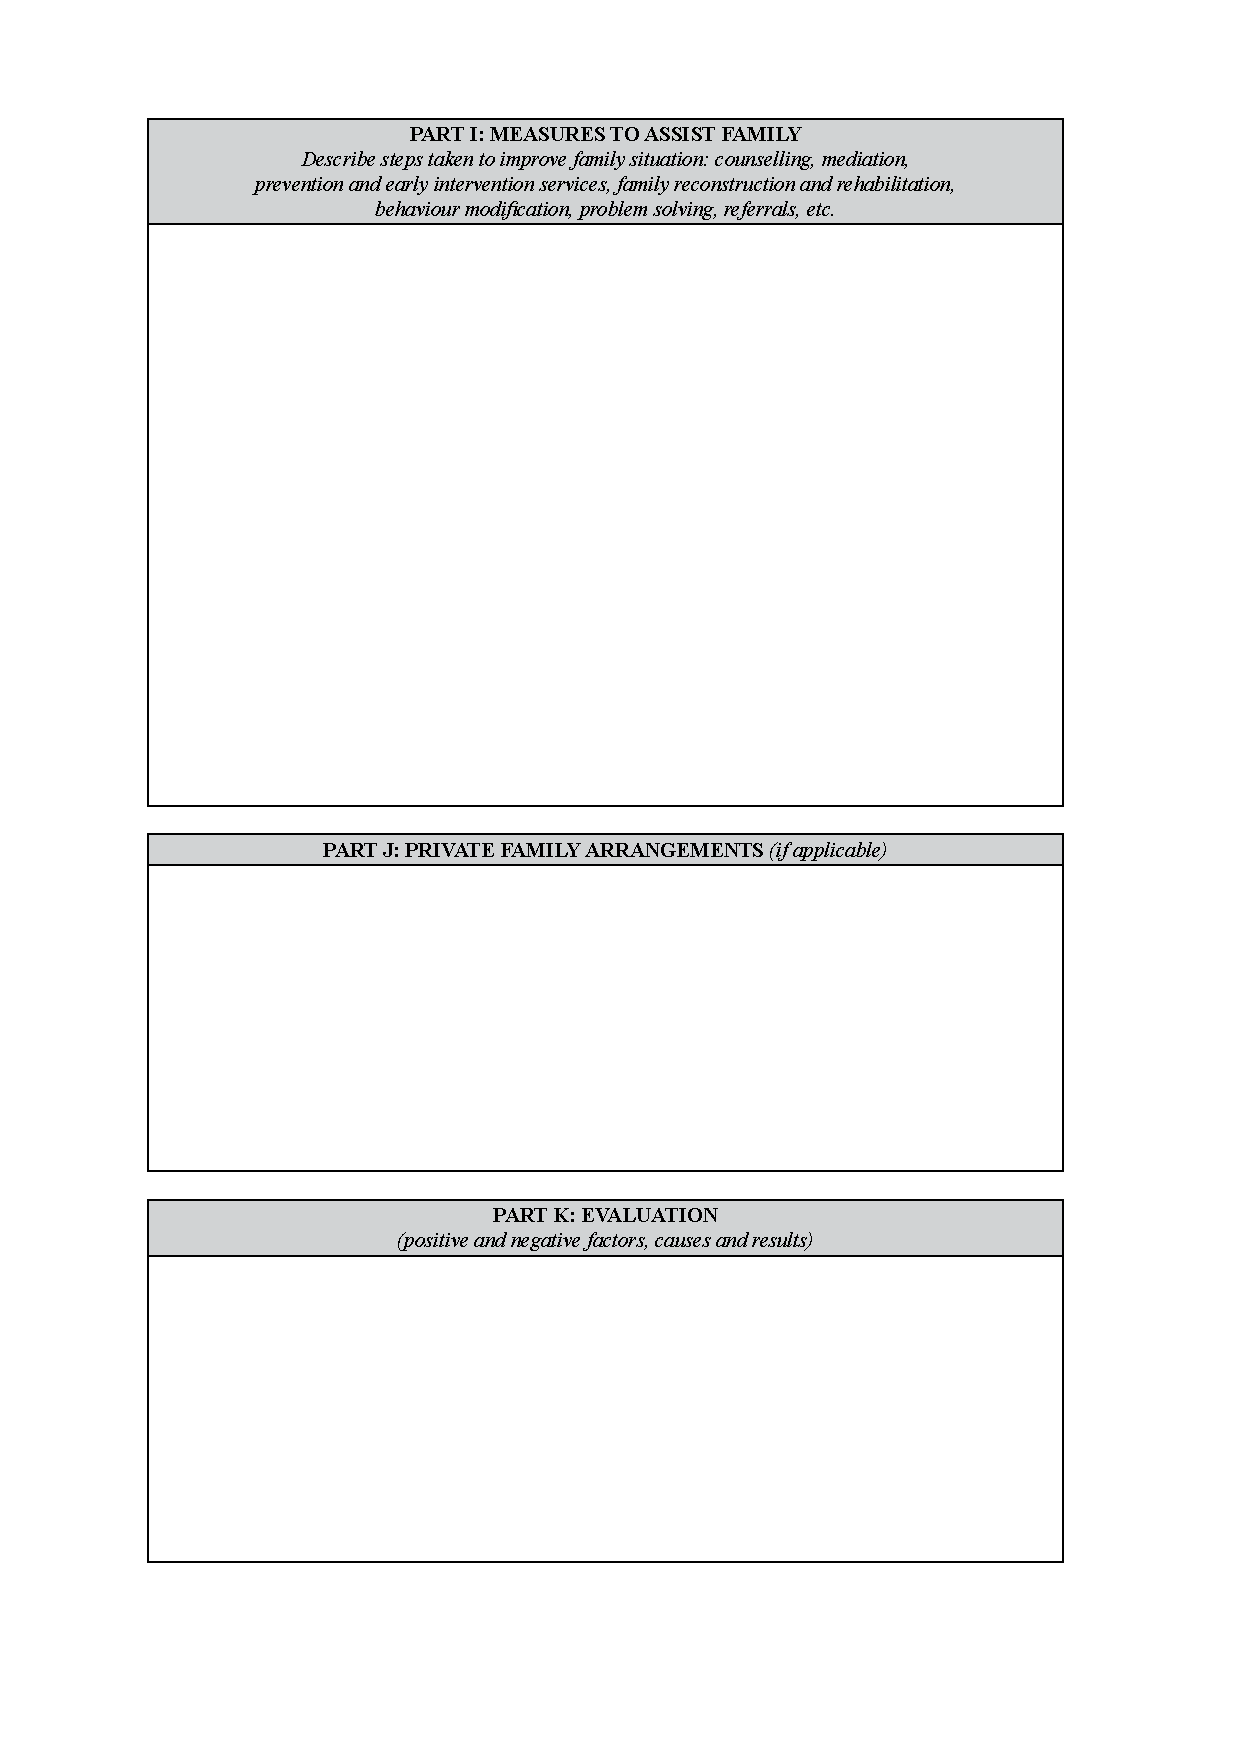 PART I: MEASURES TO ASSIST FAMILY
Describe steps taken to improve family situation: counselling, mediation,
prevention and early intervention services, family reconstruction and rehabilitation,
behaviour modification, problem solving, referrals, etc.
PART J: PRIVATE FAMILY ARRANGEMENTS (if applicable)
PART K: EVALUATION
(positive and negative factors, causes and results)